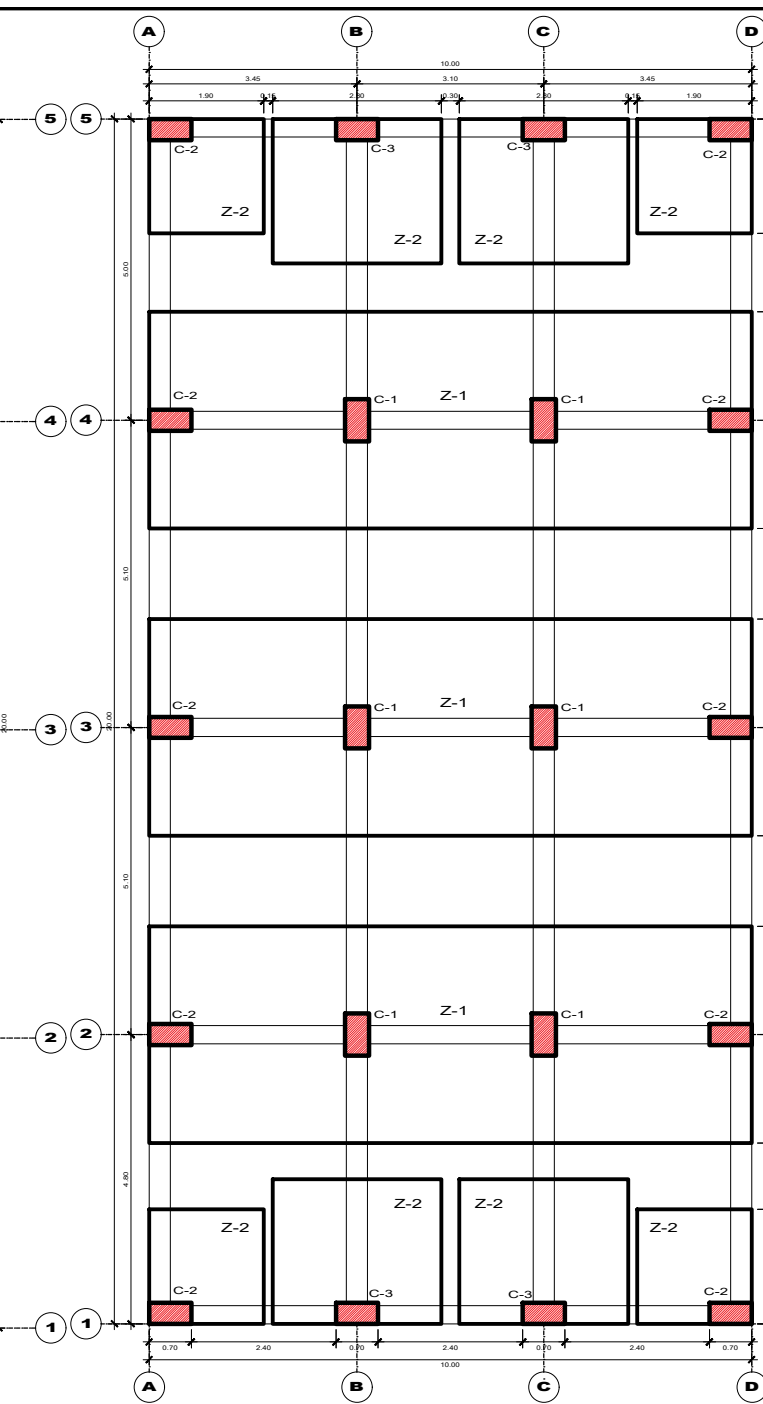 A B C D
10.00
3.45 3.10 3.45
1.90 0.15 2.80 0.30 2.80 0.15 1.90
5 5
C-2 C-3 C-3 C-2
Z-2 Z-2
Z-2 Z-2
5.00
C-2 C-1 Z-1 C-1 C-2
4 4
5.10
C-2 C-1 Z-1 C-1 C-2
20.00 3 3 20.00
5.10
C-2 C-1 Z-1 C-1 C-2
2 2
4.80
Z-2 Z-2
Z-2 Z-2
C-2 C-3 C-3 C-2
1 1
0.70 2.40 0.70 2.40 0.70 2.40 0.70
10.00
A B C D